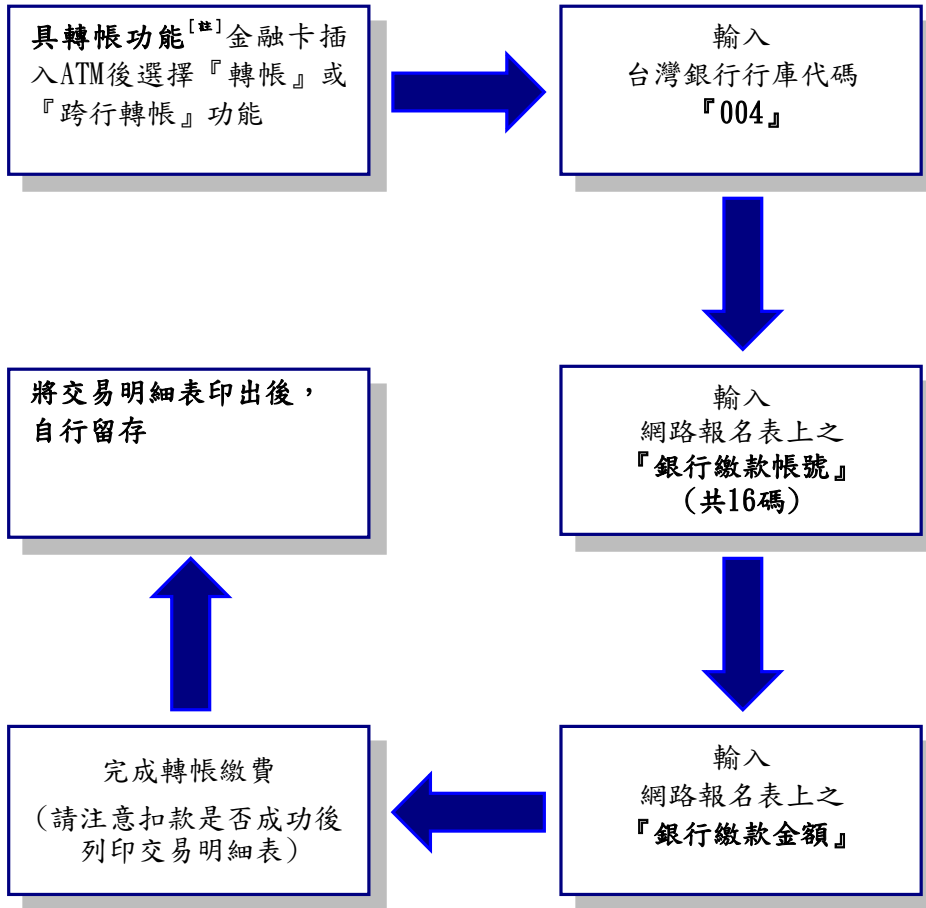 具轉帳功能[註]金融卡插
入ATM後選擇『轉帳』或
『跨行轉帳』功能
輸入
台灣銀行行庫代碼
『004』
輸入
網路報名表上之
『銀行繳款帳號』
(共16碼)
輸入
網路報名表上之
『銀行繳款金額』
完成轉帳繳費
(請注意扣款是否成功後
列印交易明細表)
將交易明細表印出後，
自行留存